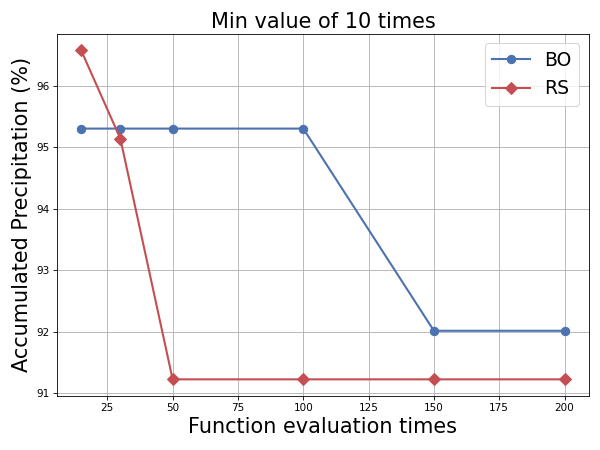 Min value of 10 times
BO
RS
Accumulated Precipitation (%)
96
95
94
93
92
91
25 50 75 100 125 150 175 200
Function evaluation times